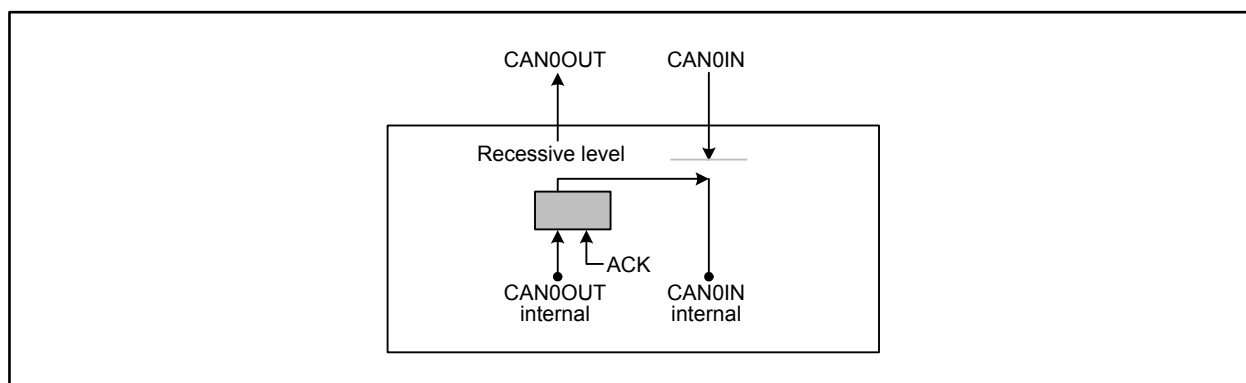 CAN0OUT
CAN0IN
Recessive level
ACK
CAN0OUT
internal
CAN0IN
internal